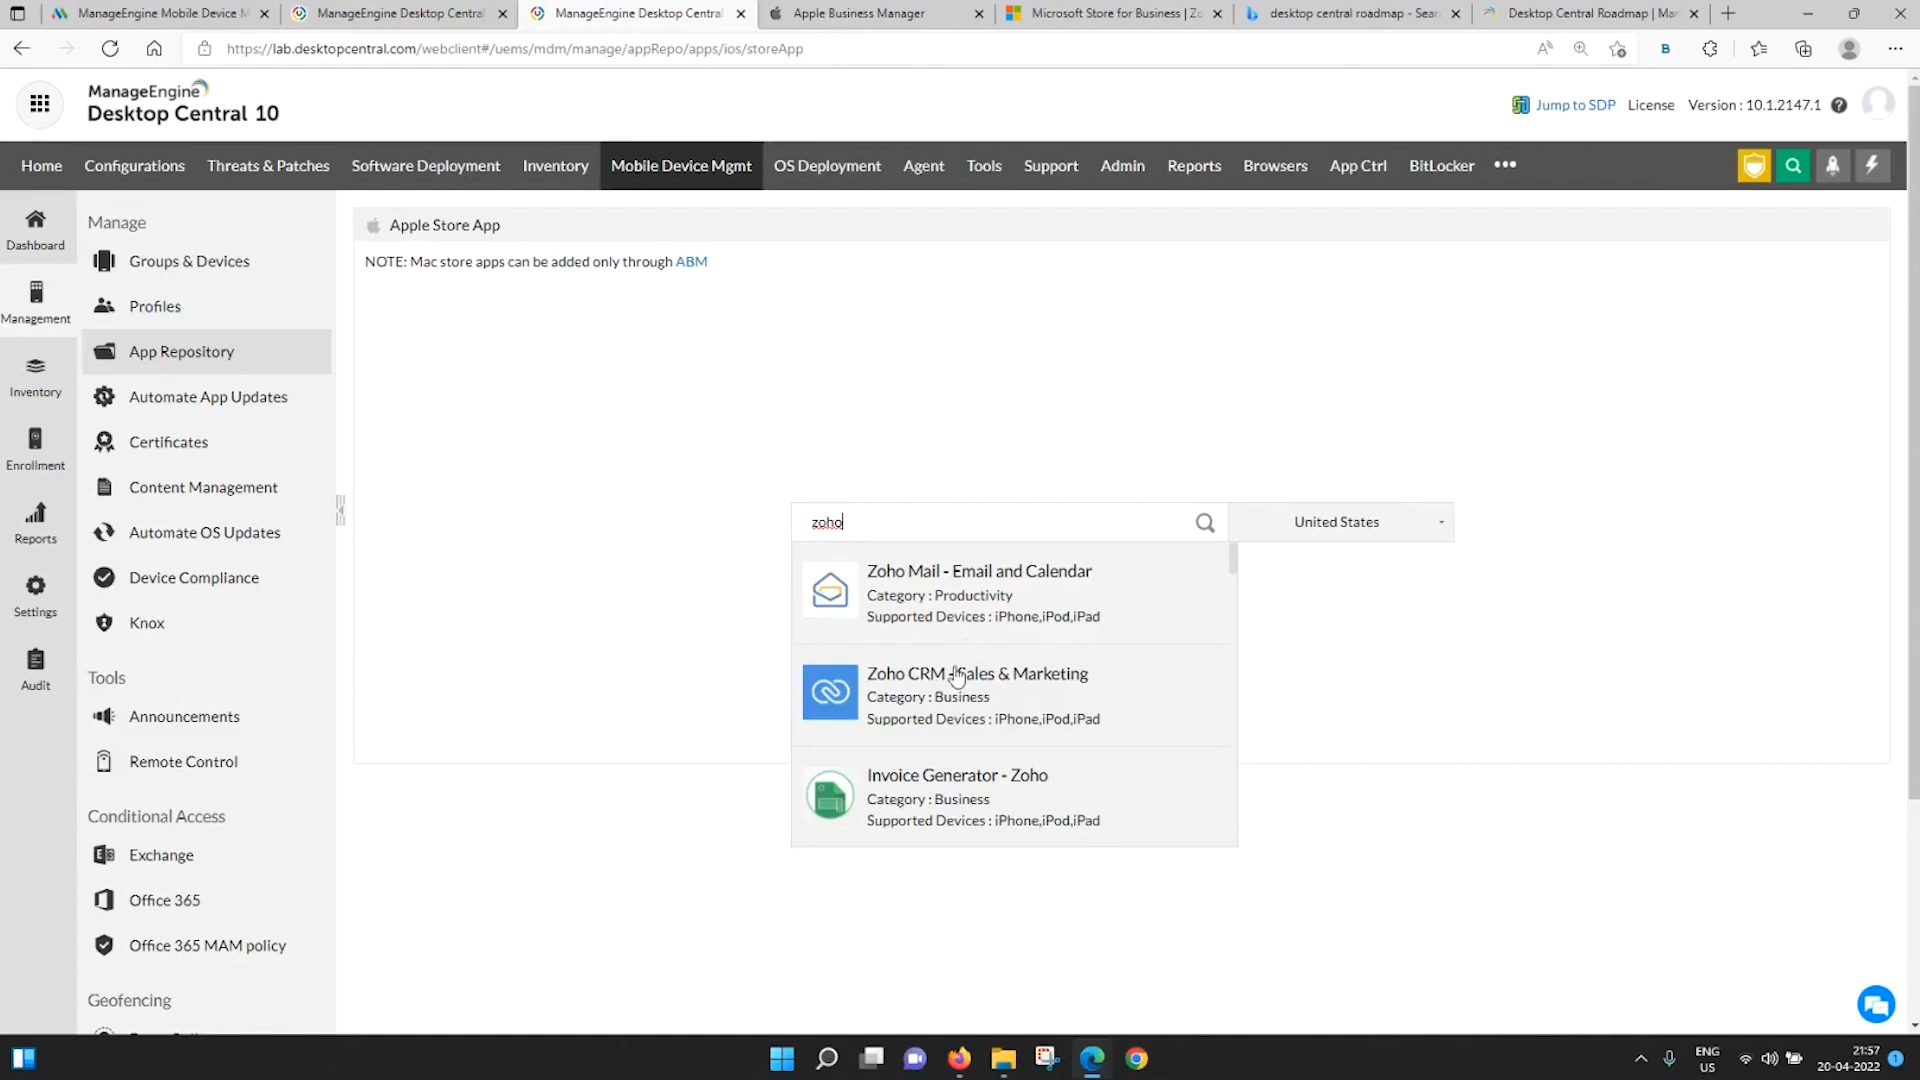 ManageEngine Mobile Device M
ManageEngine Desktop Central
ManageEngine Desktop Central
Apple Business Manager
Microsoft Store for Business | Zo
desktop central roadmap - Sear
Desktop Central Roadmap | Man
https://lab.desktopcentral.com/webclient#/uems/mdm/manage/appRepo/apps/ios/storeApp
ManageEngine
Desktop Central 10
Jump to SDP
License
Version : 10.1.2147.1
Home
Configurations
Threats & Patches
Software Deployment
Inventory
Mobile Device Mgmt
OS Deployment
Agent
Tools
Support
Admin
Reports
Browsers
App Ctrl
BitLocker
Dashboard
Management
Inventory
Enrollment
Reports
Settings
Audit
Manage
Groups & Devices
Profiles
App Repository
Automate App Updates
Certificates
Content Management
Automate OS Updates
Device Compliance
Knox
Tools
Announcements
Remote Control
Conditional Access
Exchange
Office 365
Office 365 MAM policy
Geofencing
Apple Store App
NOTE: Mac store apps can be added only through ABM
zoho
United States
Zoho Mail - Email and Calendar
Category : Productivity
Supported Devices : iPhone,iPod,iPad
Zoho CRM - Sales & Marketing
Category : Business
Supported Devices : iPhone,iPod,iPad
Invoice Generator - Zoho
Category : Business
Supported Devices : iPhone,iPod,iPad
ENG
US
21:57
20-04-2022
1